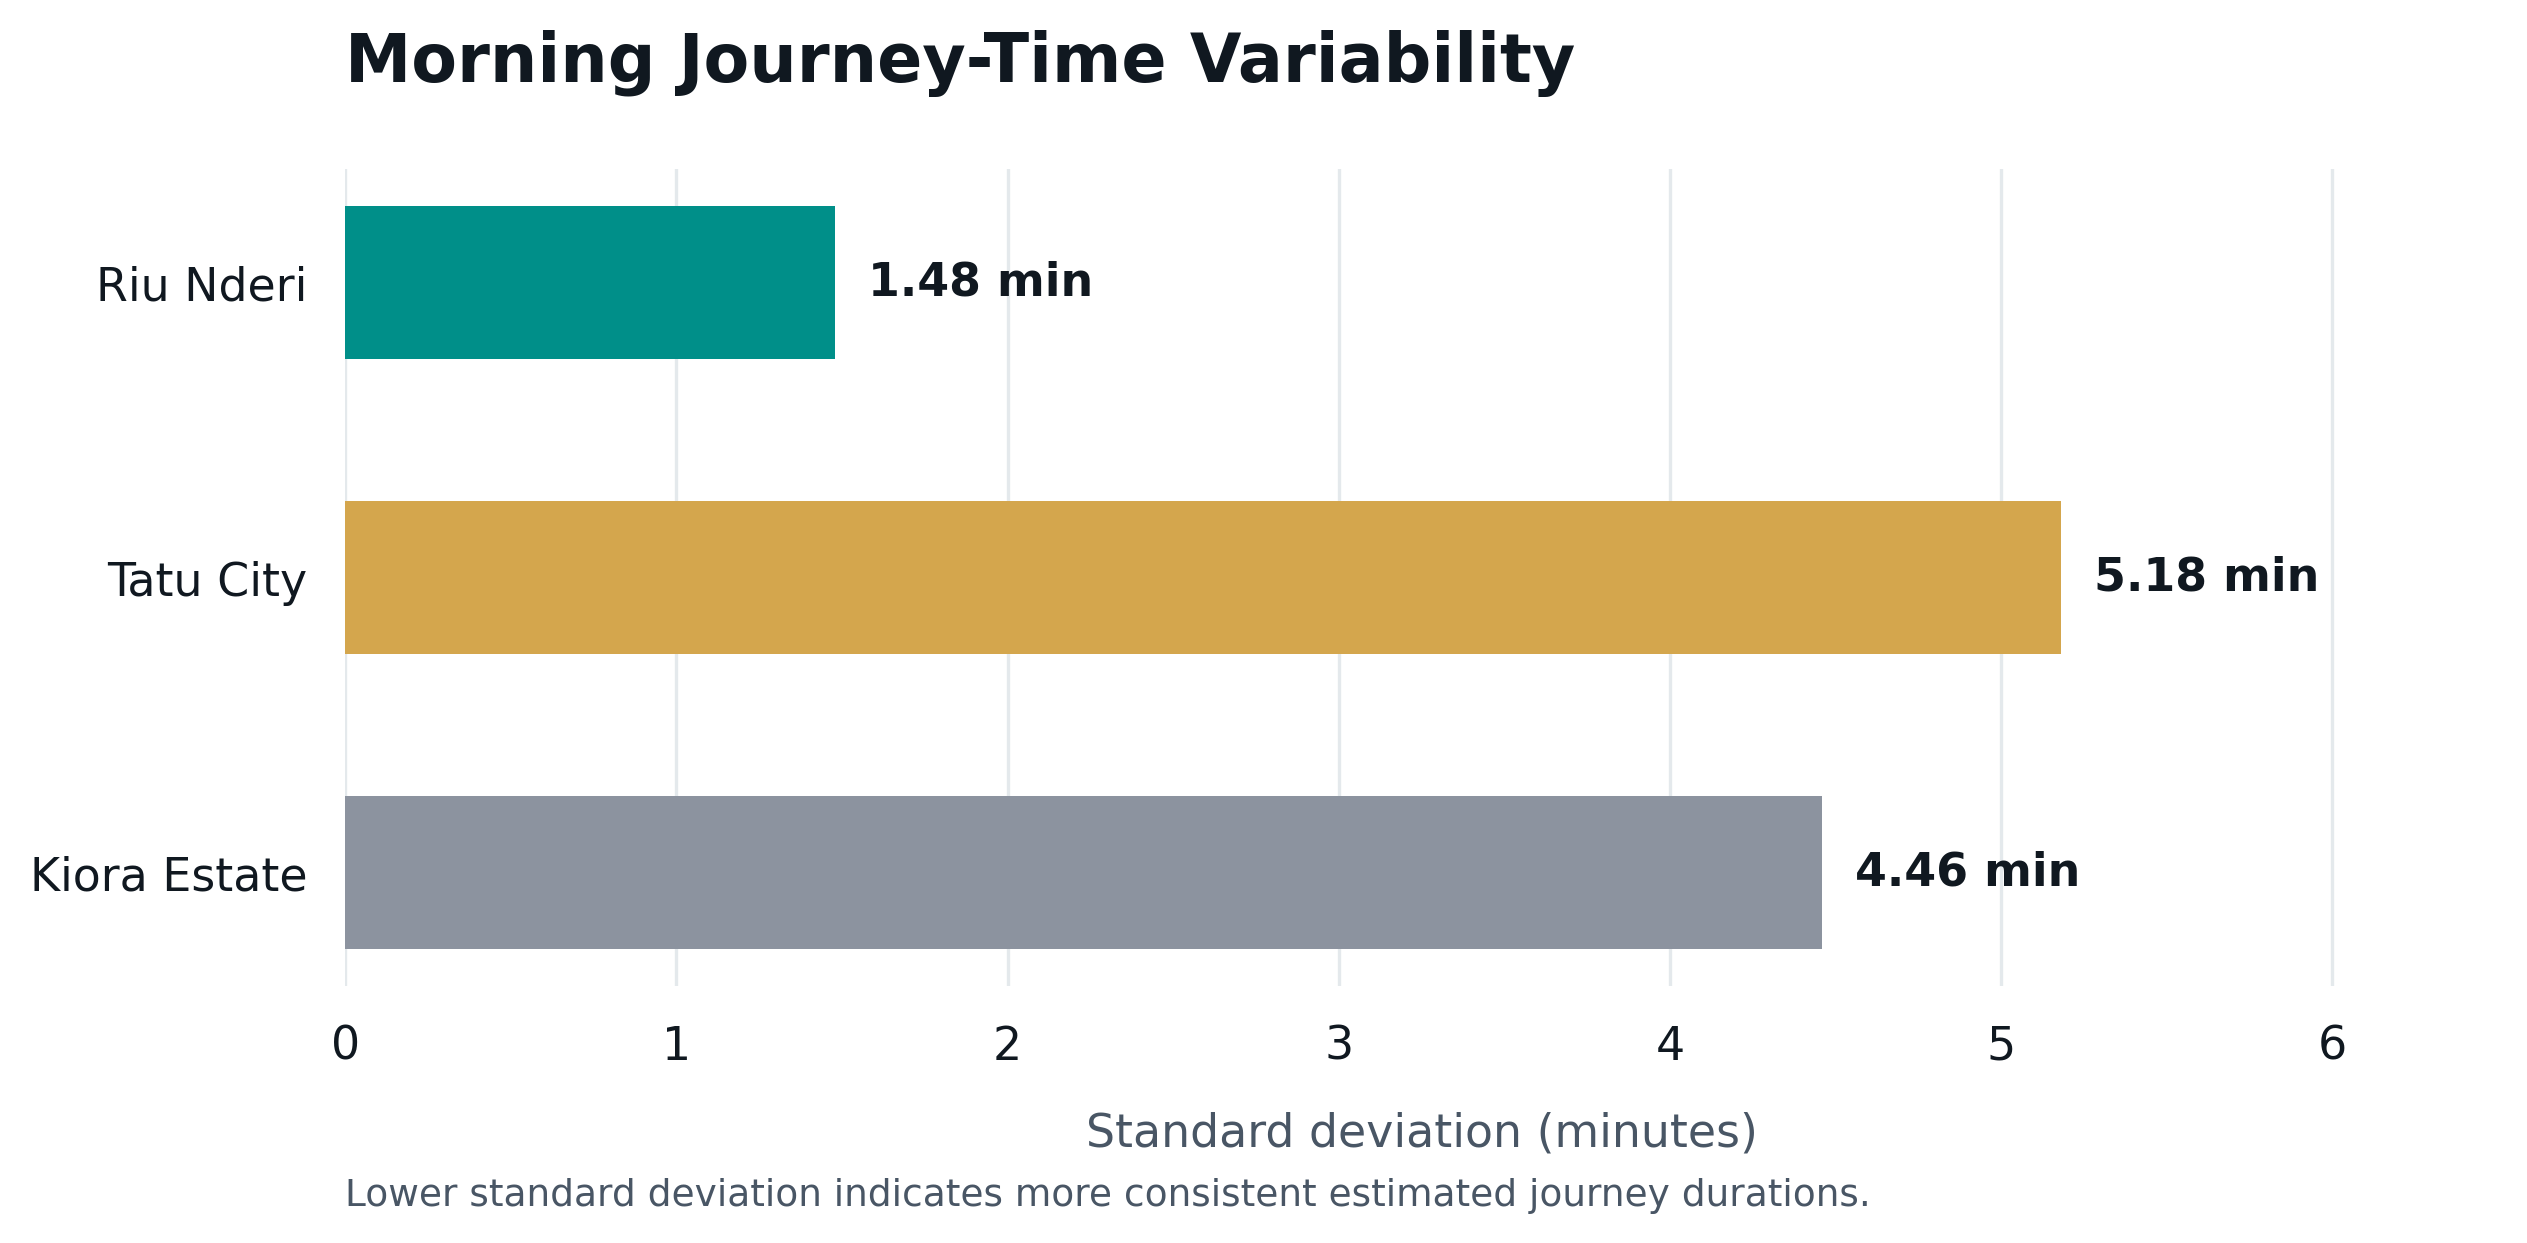 Morning Journey-Time Variability
Riu Nderi
1.48 min
Tatu City
5.18 min
Kiora Estate
4.46 min
0 1 2 3 4 5 6
Standard deviation (minutes)
Lower standard deviation indicates more consistent estimated journey durations.